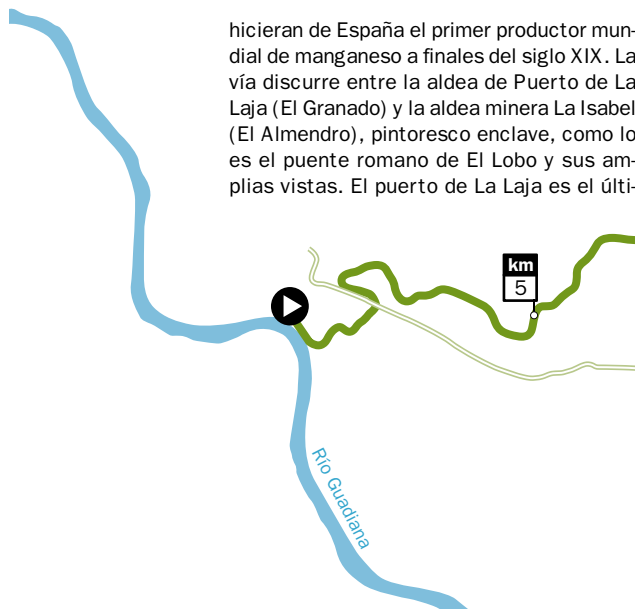 hicieran de España el primer productor mun-
dial de manganeso a finales del siglo XIX. La
vía discurre entre la aldea de Puerto de La
Laja (El Granado) y la aldea minera La Isabel
(El Almendro), pintoresco enclave, como lo
es el puente romano de El Lobo y sus am-
plias vistas. El puerto de La Laja es el últi-
km
5
Río Guadiana